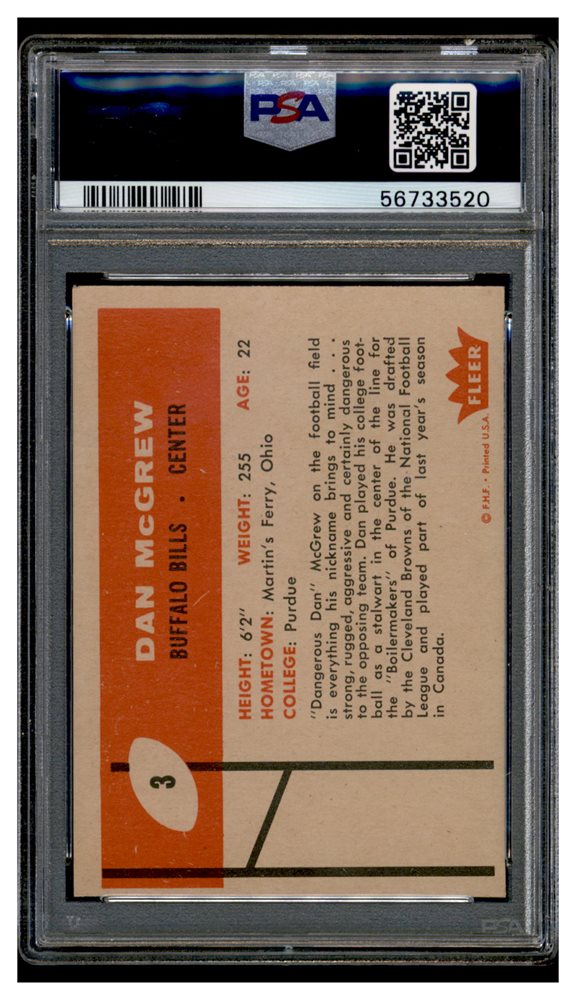 PSA
56733520
3
DAN McGREW
BUFFALO BILLS • CENTER
HEIGHT: 6'2" WEIGHT: 255 AGE: 22
HOMETOWN: Martin's Ferry, Ohio
COLLEGE: Purdue
"Dangerous Dan" McGrew on the football field
is everything his nickname brings to mind . . .
strong, rugged, aggressive and certainly dangerous
to the opposing team. Dan played his college foot-
ball as a stalwart in the center of the line for
the "Boilermakers" of Purdue. He was drafted
by the Cleveland Browns of the National Football
League and played part of last year's season
in Canada.
FLEER
© F.H.F. • Printed U.S.A.
PSA